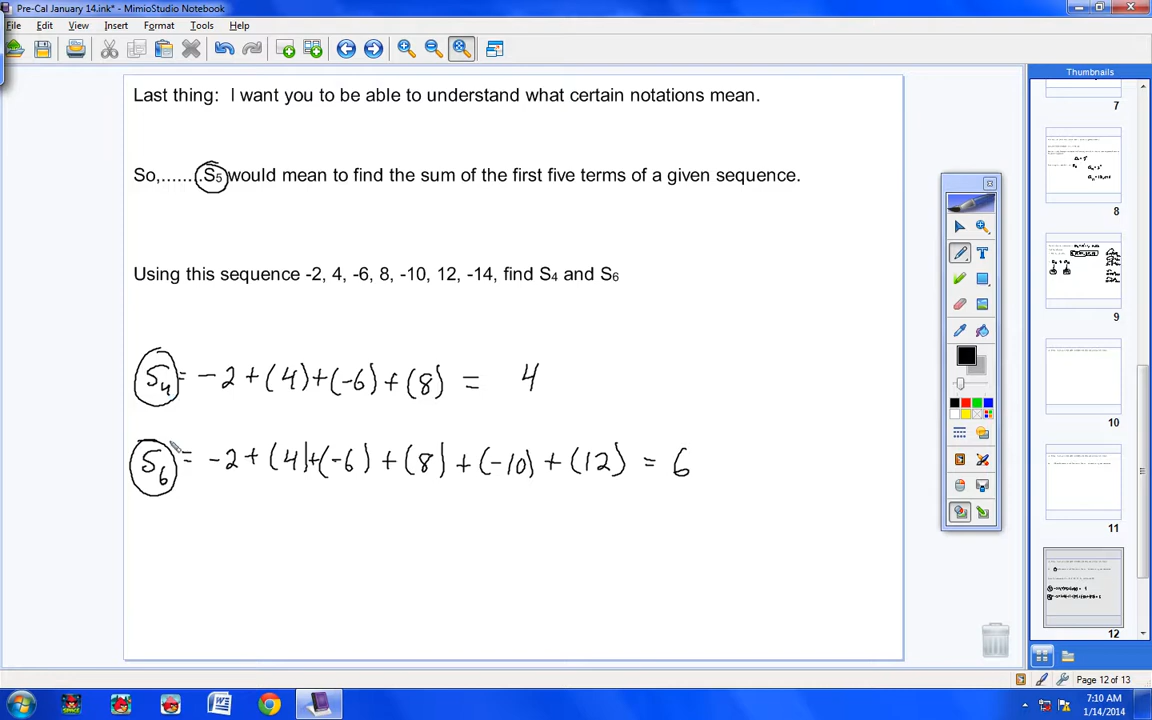 Pre-Cal January 14.ink* - MimioStudio Notebook
File Edit View Insert Format Tools Help
Last thing: I want you to be able to understand what certain notations mean.
So,........S5 would mean to find the sum of the first five terms of a given sequence.
Using this sequence -2, 4, -6, 8, -10, 12, -14, find S4 and S6
S4 = -2 + (4) + (-6) + (8) = 4
S6 = -2 + (4) + (-6) + (8) + (-10) + (12) = 6
Thumbnails
7
8
9
10
11
12
Page 12 of 13
7:10 AM
1/14/2014